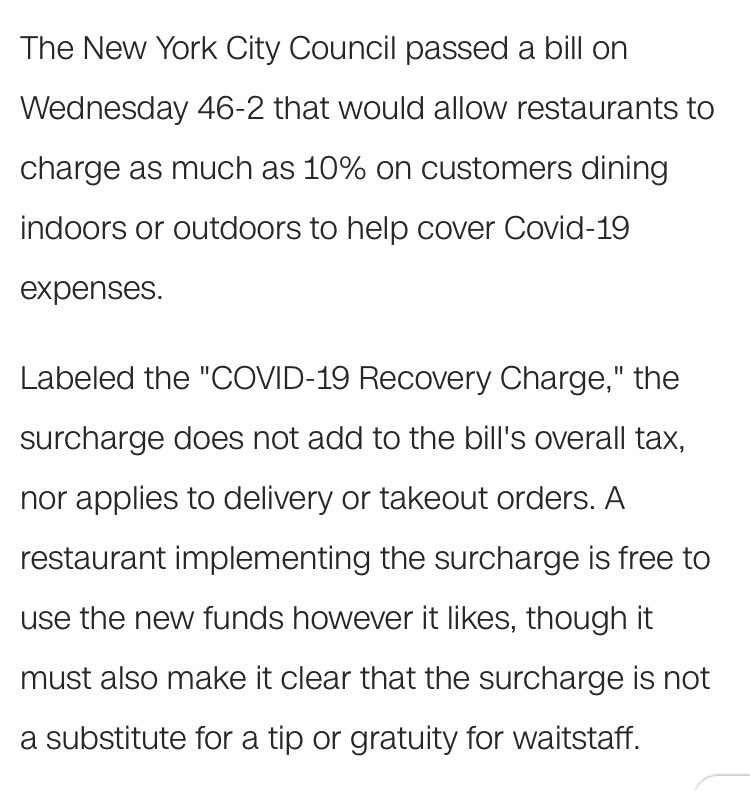 The New York City Council passed a bill on
Wednesday 46-2 that would allow restaurants to
charge as much as 10% on customers dining
indoors or outdoors to help cover Covid-19
expenses.
Labeled the "COVID-19 Recovery Charge," the
surcharge does not add to the bill's overall tax,
nor applies to delivery or takeout orders. A
restaurant implementing the surcharge is free to
use the new funds however it likes, though it
must also make it clear that the surcharge is not
a substitute for a tip or gratuity for waitstaff.